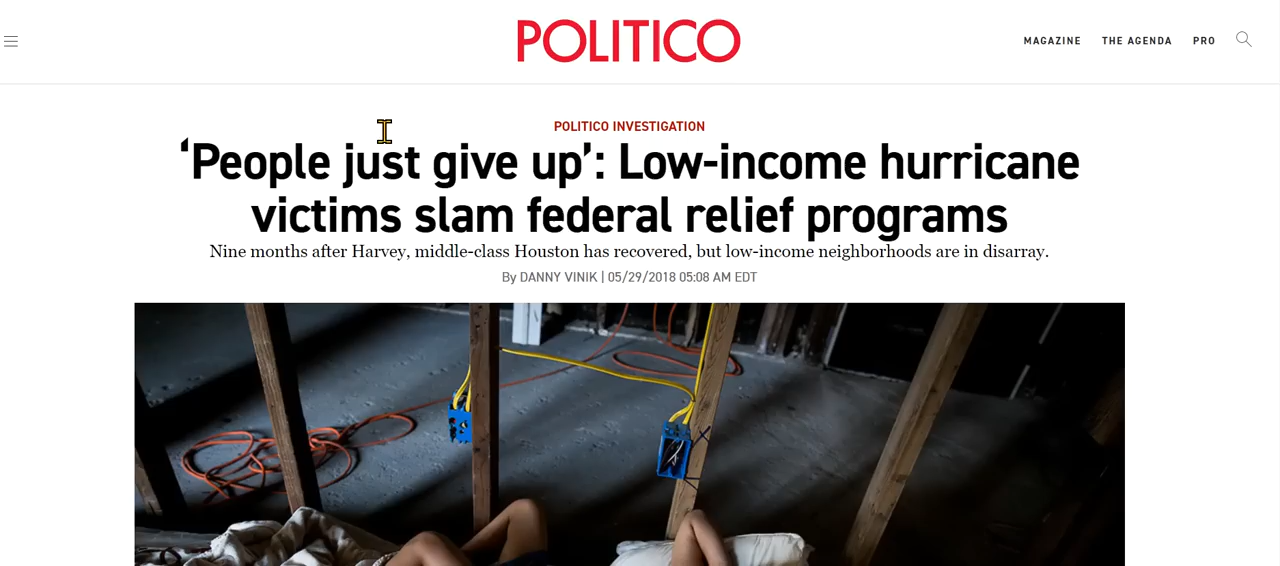 POLITICO
MAGAZINE THE AGENDA PRO
POLITICO INVESTIGATION
‘People just give up’: Low-income hurricane
victims slam federal relief programs
Nine months after Harvey, middle-class Houston has recovered, but low-income neighborhoods are in disarray.
By DANNY VINIK | 05/29/2018 05:08 AM EDT